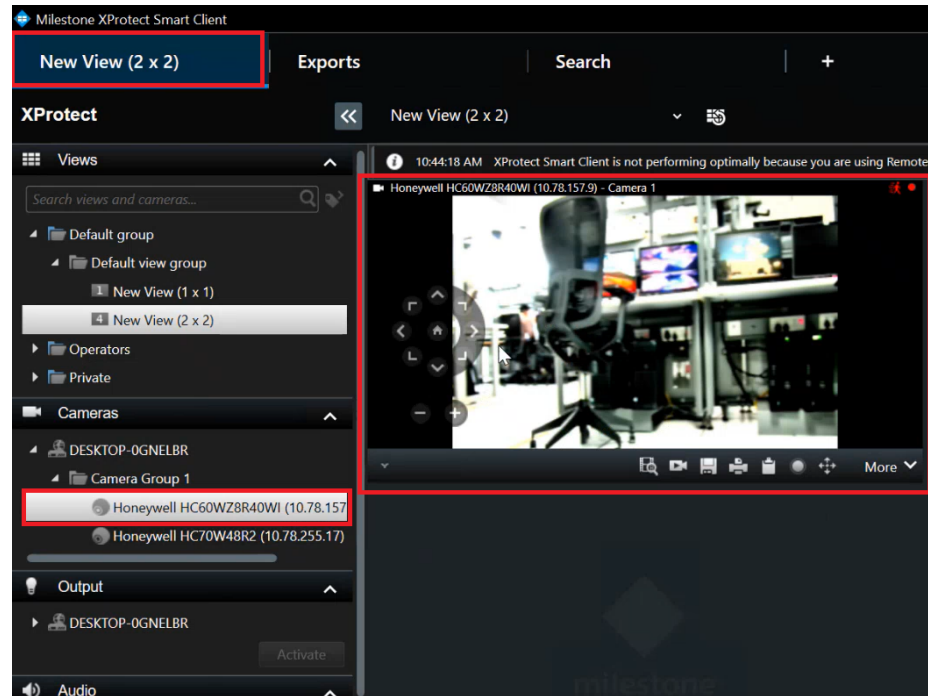 Milestone XProtect Smart Client
New View (2 x 2)
Exports
Search
+
XProtect
New View (2 x 2)
Views
10:44:18 AM XProtect Smart Client is not performing optimally because you are using Remote
Search views and cameras...
Honeywell HC60WZ8R40WI (10.78.157.9) - Camera 1
Default group
Default view group
1 New View (1 x 1)
4 New View (2 x 2)
Operators
Private
Cameras
DESKTOP-0GNELBR
More
Camera Group 1
Honeywell HC60WZ8R40WI (10.78.157
Honeywell HC70W48R2 (10.78.255.17)
Output
DESKTOP-0GNELBR
Activate
milestone
Audio